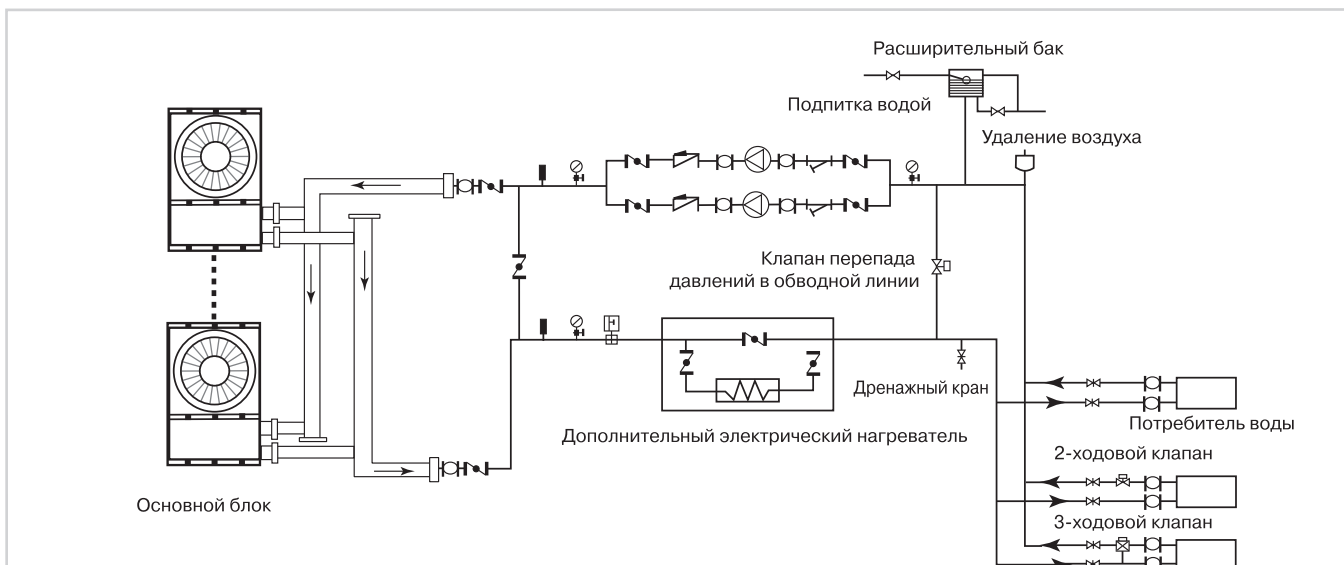 Расширительный бак
Подпитка водой
Удаление воздуха
Клапан перепада
давлений в обводной линии
Дренажный кран
Потребитель воды
Дополнительный электрический нагреватель
2-ходовой клапан
Основной блок
3-ходовой клапан